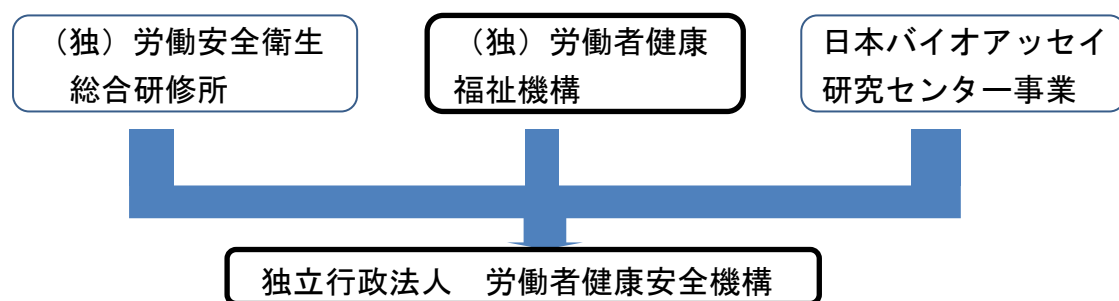 （独）労働安全衛生
総合研修所
（独）労働者健康
福祉機構
日本バイオアッセイ
研究センター事業
独立行政法人　労働者健康安全機構